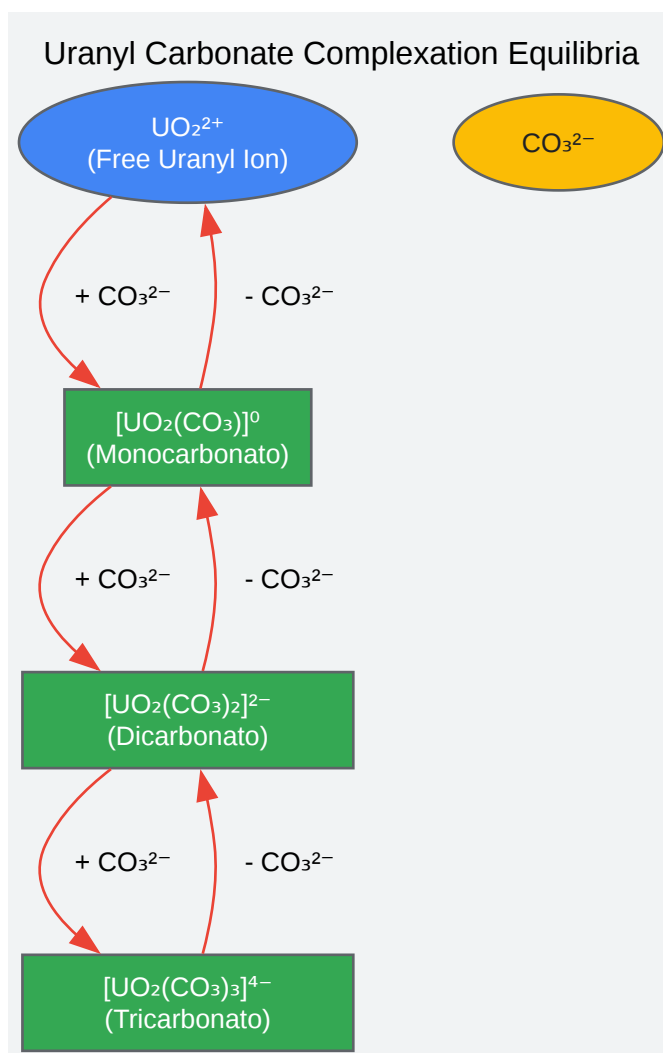 Uranyl Carbonate Complexation Equilibria
UO₂²⁺
(Free Uranyl Ion)
CO₃²⁻
+ CO₃²⁻
- CO₃²⁻
[UO₂(CO₃)]⁰
(Monocarbonato)
+ CO₃²⁻
- CO₃²⁻
[UO₂(CO₃)₂]²⁻
(Dicarbonato)
+ CO₃²⁻
- CO₃²⁻
[UO₂(CO₃)₃]⁴⁻
(Tricarbonato)